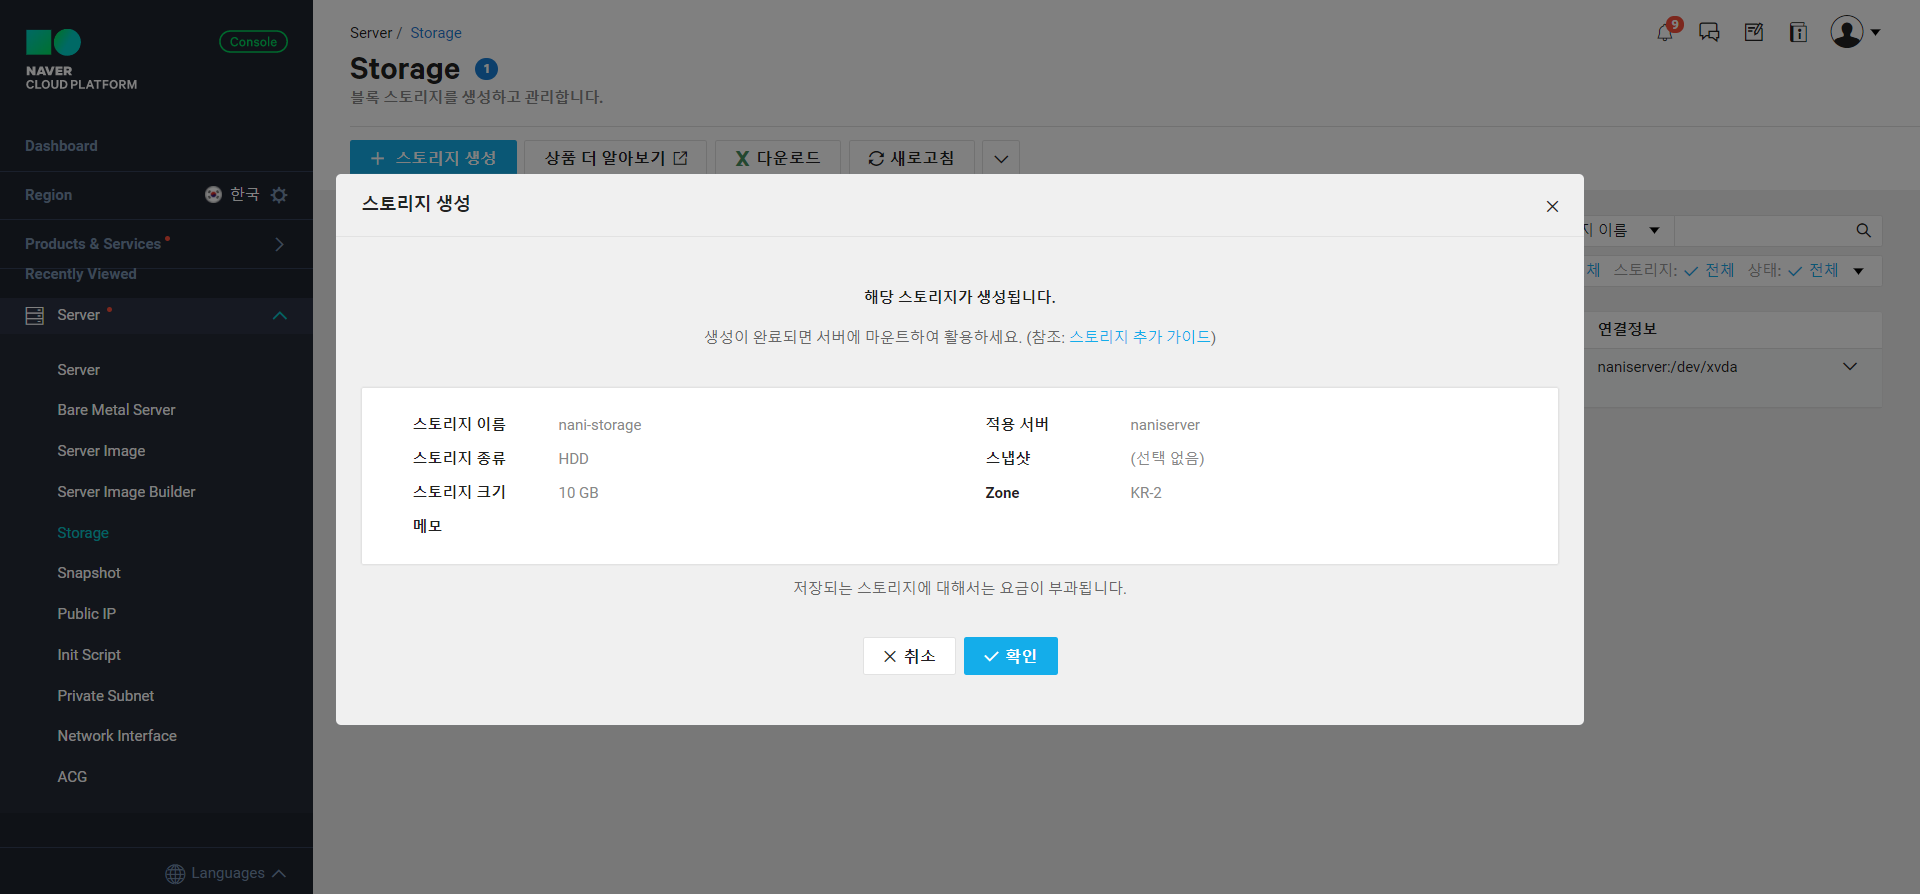 NAVER
CLOUD PLATFORM
Console
Dashboard
Region
한국
Products & Services
Recently Viewed
Server
Server
Bare Metal Server
Server Image
Server Image Builder
Storage
Snapshot
Public IP
Init Script
Private Subnet
Network Interface
ACG
Languages
Server / Storage
9
Storage 1
블록 스토리지를 생성하고 관리합니다.
+ 스토리지 생성
상품 더 알아보기
다운로드
새로고침
지 이름
체 스토리지: 전체 상태: 전체
연결정보
naniserver:/dev/xvda
스토리지 생성
해당 스토리지가 생성됩니다.
생성이 완료되면 서버에 마운트하여 활용하세요. (참조: 스토리지 추가 가이드)
스토리지 이름 nani-storage 적용 서버 naniserver
스토리지 종류 HDD 스냅샷 (선택 없음)
스토리지 크기 10 GB Zone KR-2
메모
저장되는 스토리지에 대해서는 요금이 부과됩니다.
취소
확인